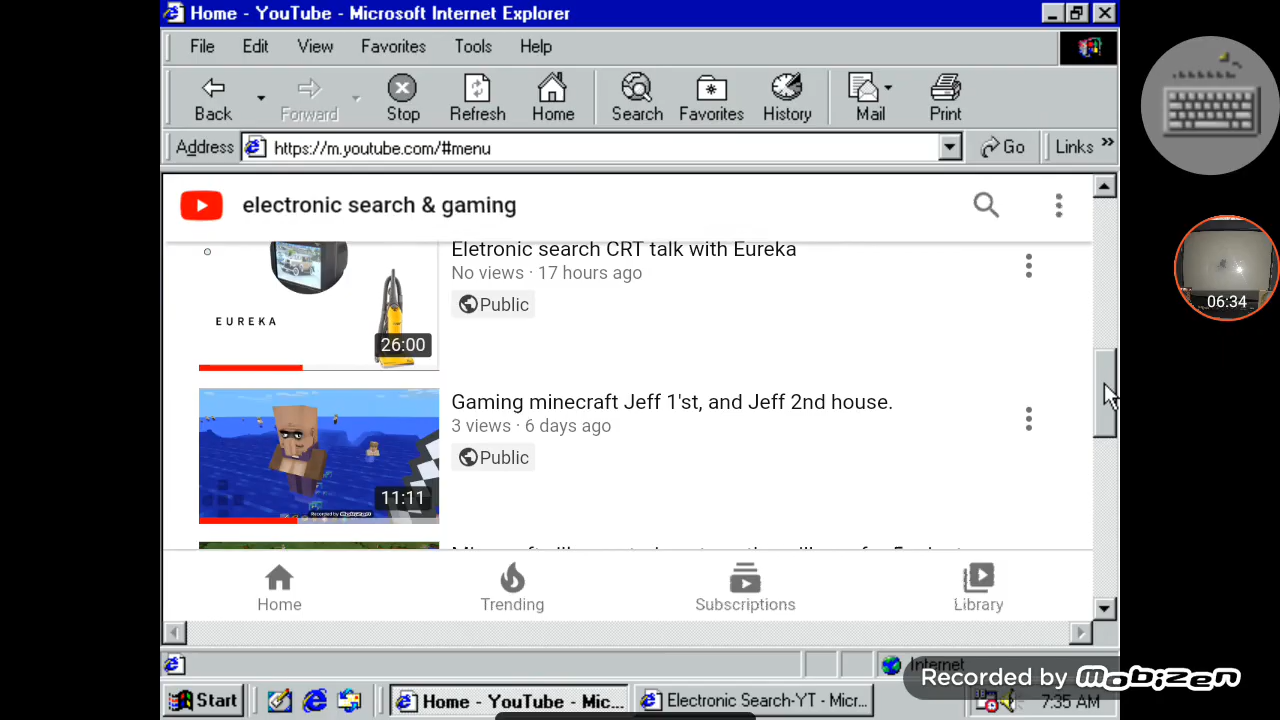 Home - YouTube - Microsoft Internet Explorer
File Edit View Favorites Tools Help
Back Forward Stop Refresh Home Search Favorites History Mail Print
Address https://m.youtube.com/#menu Go Links »
electronic search & gaming
Eletronic search CRT talk with Eureka
No views · 17 hours ago
Public
EUREKA
26:00
Gaming minecraft Jeff 1'st, and Jeff 2nd house.
3 views · 6 days ago
Public
11:11
Recorded by Mobizen
Home Trending Subscriptions Library
Internet
Recorded by Mobizen
Start Home - YouTube - Mic... Electronic Search-YT - Micr... 7:35 AM
06:34